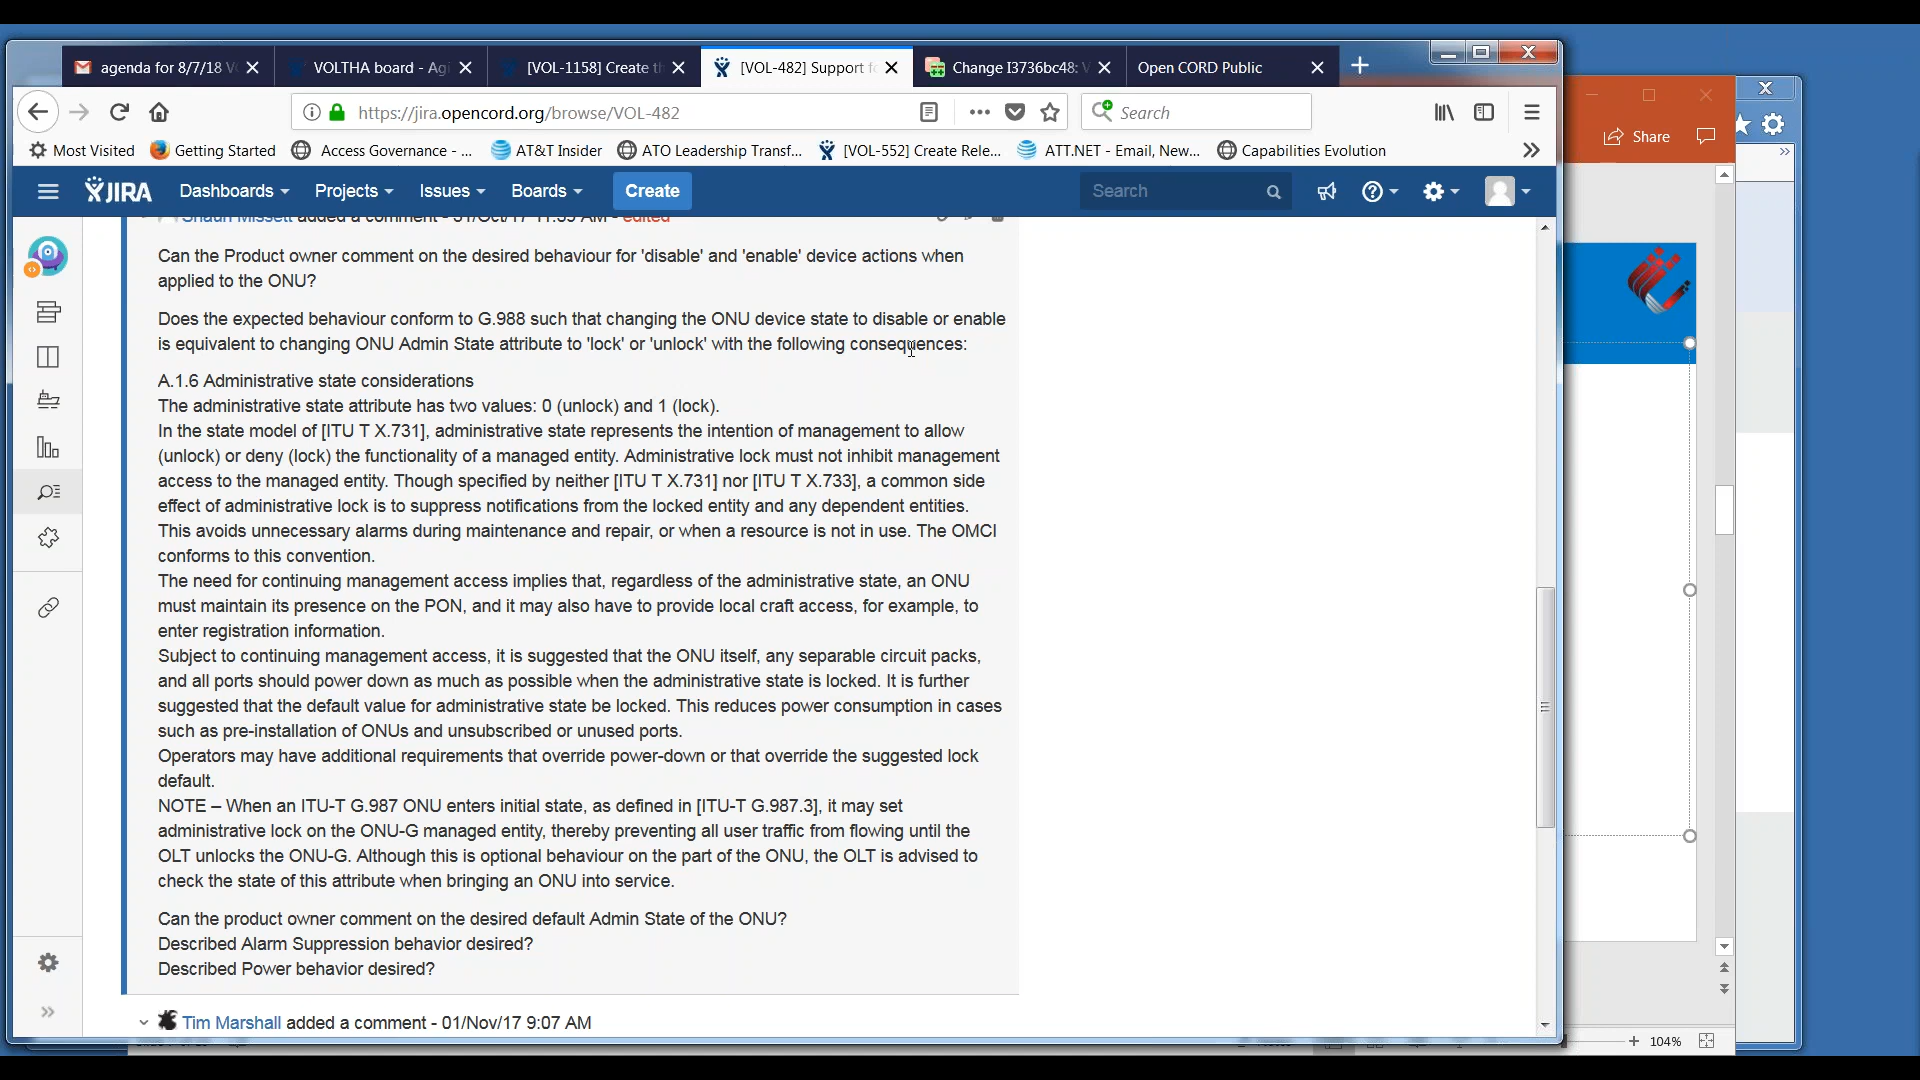 agenda for 8/7/18 V
VOLTHA board - Agi
[VOL-1158] Create th
[VOL-482] Support f
Change I3736bc48: V
Open CORD Public
https://jira.opencord.org/browse/VOL-482
Search
Share
Most Visited
Getting Started
Access Governance - ...
AT&T Insider
ATO Leadership Transf...
[VOL-552] Create Rele...
ATT.NET - Email, New...
Capabilities Evolution
JIRA
Dashboards
Projects
Issues
Boards
Create
Search
Shaun Missett added a comment - 31/Oct/17 11:35 AM - edited
Can the Product owner comment on the desired behaviour for 'disable' and 'enable' device actions when
applied to the ONU?
Does the expected behaviour conform to G.988 such that changing the ONU device state to disable or enable
is equivalent to changing ONU Admin State attribute to 'lock' or 'unlock' with the following consequences:
A.1.6 Administrative state considerations
The administrative state attribute has two values: 0 (unlock) and 1 (lock).
In the state model of [ITU T X.731], administrative state represents the intention of management to allow
(unlock) or deny (lock) the functionality of a managed entity. Administrative lock must not inhibit management
access to the managed entity. Though specified by neither [ITU T X.731] nor [ITU T X.733], a common side
effect of administrative lock is to suppress notifications from the locked entity and any dependent entities.
This avoids unnecessary alarms during maintenance and repair, or when a resource is not in use. The OMCI
conforms to this convention.
The need for continuing management access implies that, regardless of the administrative state, an ONU
must maintain its presence on the PON, and it may also have to provide local craft access, for example, to
enter registration information.
Subject to continuing management access, it is suggested that the ONU itself, any separable circuit packs,
and all ports should power down as much as possible when the administrative state is locked. It is further
suggested that the default value for administrative state be locked. This reduces power consumption in cases
such as pre-installation of ONUs and unsubscribed or unused ports.
Operators may have additional requirements that override power-down or that override the suggested lock
default.
NOTE – When an ITU-T G.987 ONU enters initial state, as defined in [ITU-T G.987.3], it may set
administrative lock on the ONU-G managed entity, thereby preventing all user traffic from flowing until the
OLT unlocks the ONU-G. Although this is optional behaviour on the part of the ONU, the OLT is advised to
check the state of this attribute when bringing an ONU into service.
Can the product owner comment on the desired default Admin State of the ONU?
Described Alarm Suppression behavior desired?
Described Power behavior desired?
Tim Marshall added a comment - 01/Nov/17 9:07 AM
104%